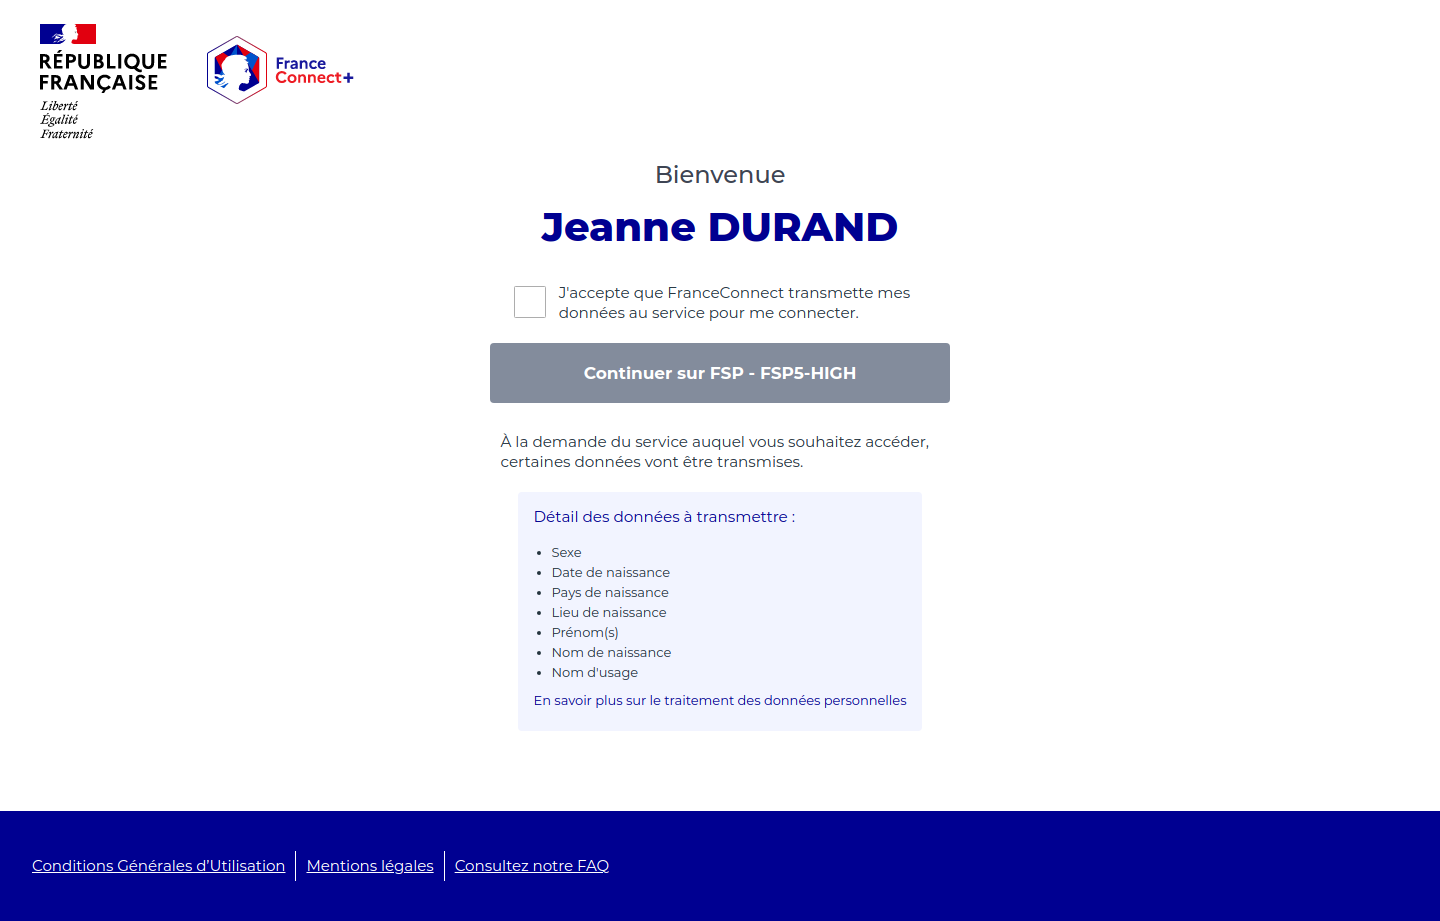 RÉPUBLIQUE
FRANÇAISE
Liberté
Égalité
Fraternité
France
Connect+
Bienvenue
Jeanne DURAND
J'accepte que FranceConnect transmette mes
données au service pour me connecter.
Continuer sur FSP - FSP5-HIGH
À la demande du service auquel vous souhaitez accéder,
certaines données vont être transmises.
Détail des données à transmettre :
• Sexe
• Date de naissance
• Pays de naissance
• Lieu de naissance
• Prénom(s)
• Nom de naissance
• Nom d'usage
En savoir plus sur le traitement des données personnelles
Conditions Générales d’Utilisation Mentions légales Consultez notre FAQ